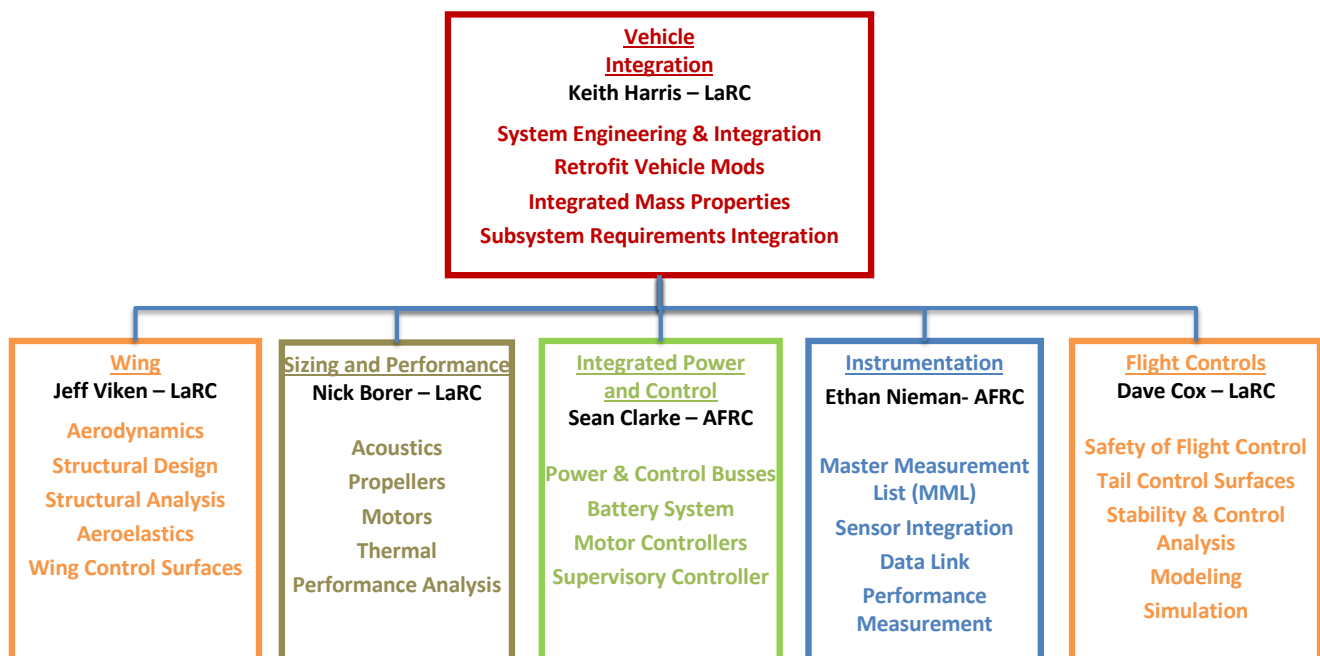 Vehicle
Integration
Keith Harris – LaRC
System Engineering & Integration
Retrofit Vehicle Mods
Integrated Mass Properties
Subsystem Requirements Integration
Wing
Jeff Viken – LaRC
Aerodynamics
Structural Design
Structural Analysis
Aeroelastics
Wing Control Surfaces
Sizing and Performance
Nick Borer – LaRC
Acoustics
Propellers
Motors
Thermal
Performance Analysis
Integrated Power
and Control
Sean Clarke – AFRC
Power & Control Busses
Battery System
Motor Controllers
Supervisory Controller
Instrumentation
Ethan Nieman- AFRC
Master Measurement
List (MML)
Sensor Integration
Data Link
Performance
Measurement
Flight Controls
Dave Cox – LaRC
Safety of Flight Control
Tail Control Surfaces
Stability & Control
Analysis
Modeling
Simulation